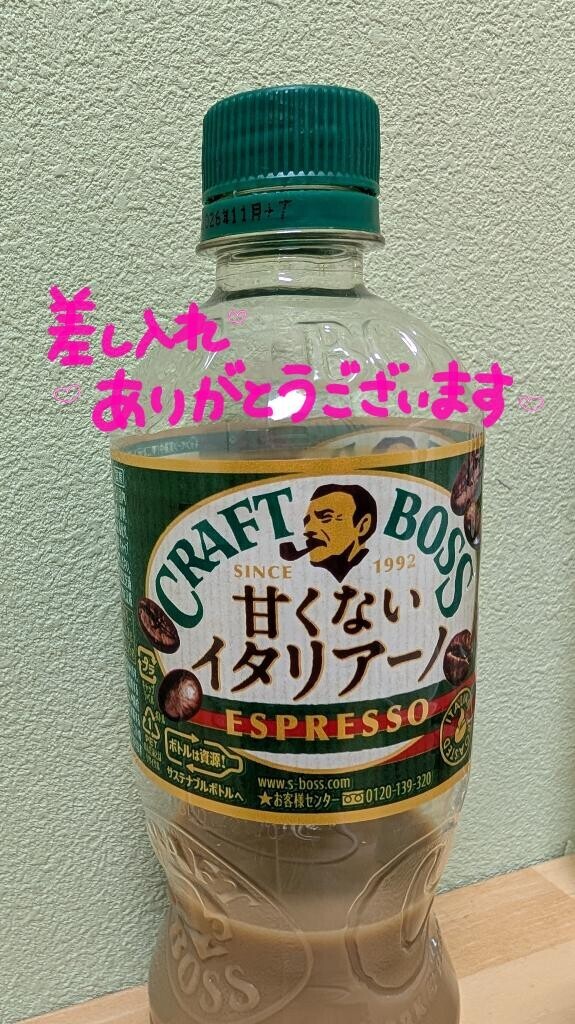 26年11月+T
差し入れ
ありがとうございます
CRAFT BOSS
SINCE 1992
甘くない
イタリアーノ
ESPRESSO
プラ
ボトルは資源!
サステナブルボトルへ
www.s-boss.com
★お客様センター 0120-139-320
BOSS